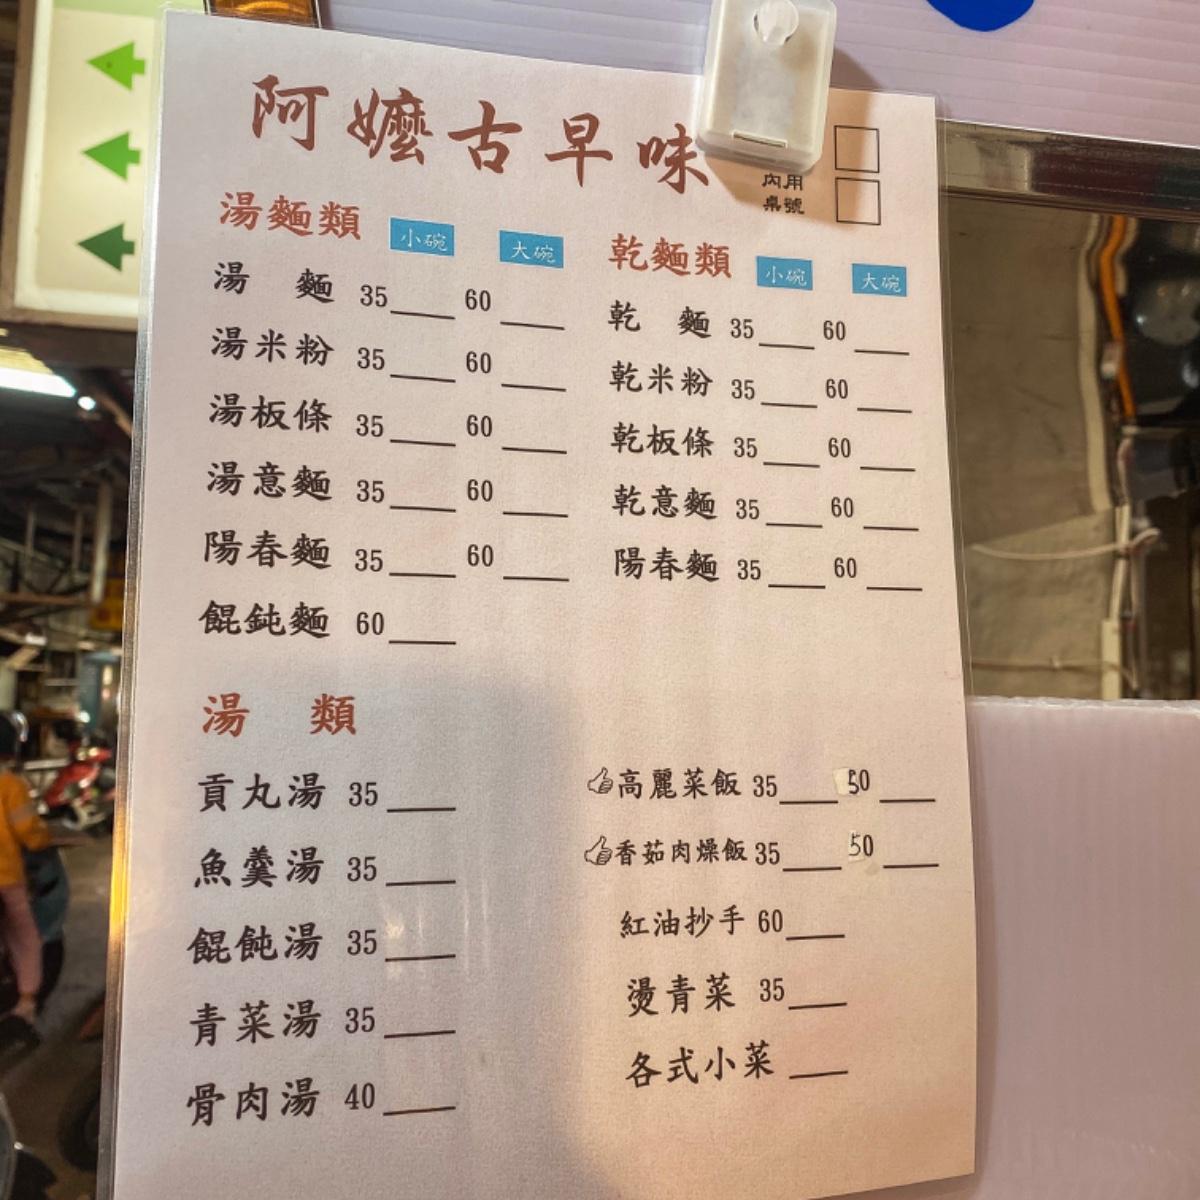 阿嬤古早味
內用
桌號
湯麵類 小碗 大碗
湯 麵 35 60
湯米粉 35 60
湯板條 35 60
湯意麵 35 60
陽春麵 35 60
餛鈍麵 60
乾麵類 小碗 大碗
乾 麵 35 60
乾米粉 35 60
乾板條 35 60
乾意麵 35 60
陽春麵 35 60
湯 類
貢丸湯 35
魚羹湯 35
餛飩湯 35
青菜湯 35
骨肉湯 40
高麗菜飯 35 50
香茹肉燥飯 35 50
紅油抄手 60
燙青菜 35
各式小菜